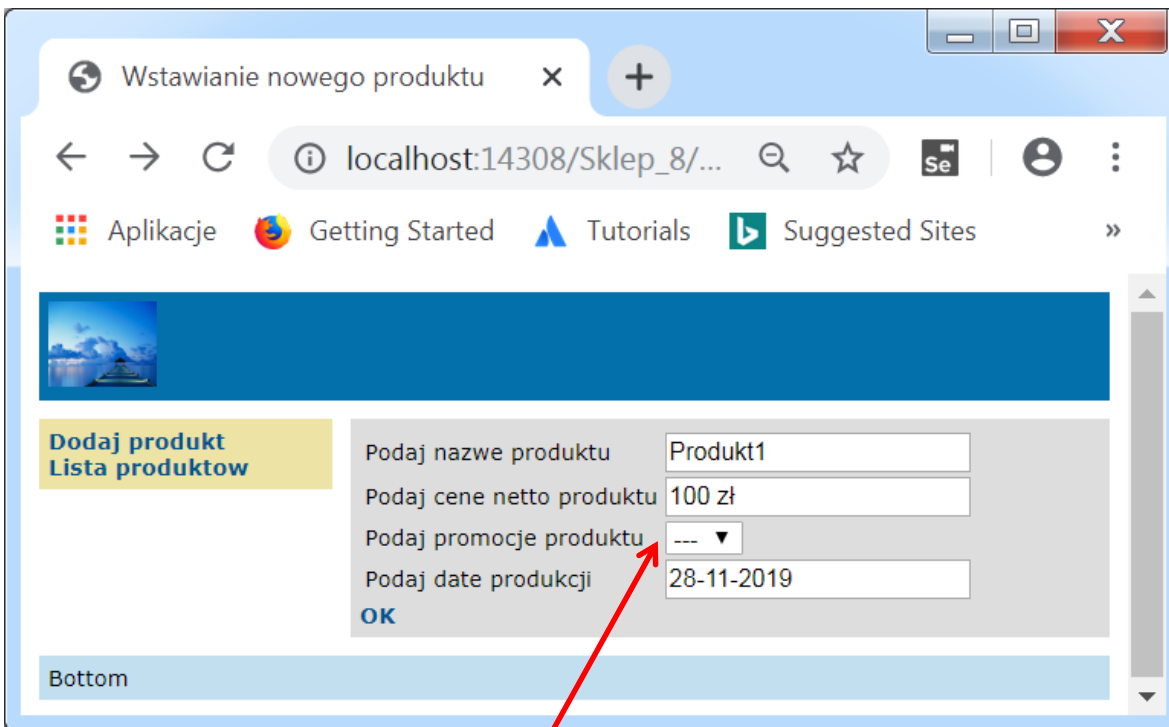 Wstawianie nowego produktu
localhost:14308/Sklep_8/...
Se
Aplikacje Getting Started Tutorials Suggested Sites »
Dodaj produkt
Lista produktow
Podaj nazwe produktu Produkt1
Podaj cene netto produktu 100 zł
Podaj promocje produktu ---
Podaj date produkcji 28-11-2019
OK
Bottom